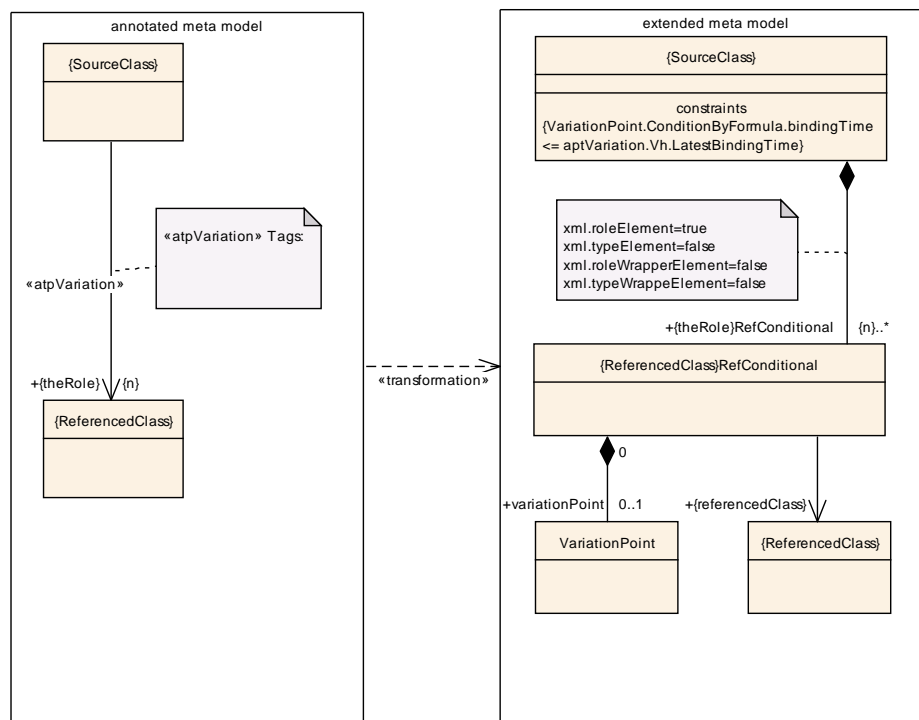 annotated meta model
{SourceClass}
«atpVariation» Tags:
«atpVariation»
+{theRole}
{n}
{ReferencedClass}
«transformation»
extended meta model
{SourceClass}
constraints
{VariationPoint.ConditionByFormula.bindingTime
<= aptVariation.Vh.LatestBindingTime}
xml.roleElement=true
xml.typeElement=false
xml.roleWrapperElement=false
xml.typeWrappeElement=false
+{theRole}RefConditional
{n}..*
{ReferencedClass}RefConditional
0
+variationPoint
0..1
+{referencedClass}
VariationPoint
{ReferencedClass}